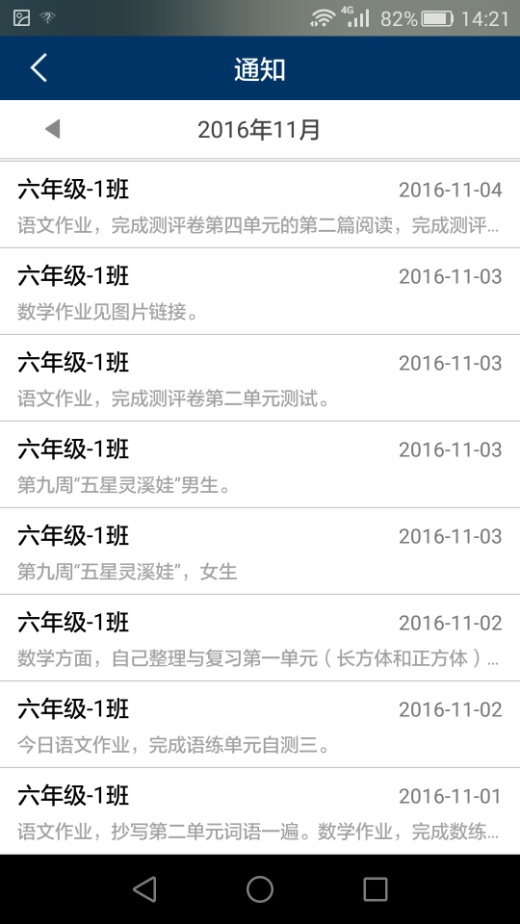 4G 82% 14:21
通知
2016年11月
六年级-1班 2016-11-04
语文作业，完成测评卷第四单元的第二篇阅读，完成测评...
六年级-1班 2016-11-03
数学作业见图片链接。
六年级-1班 2016-11-03
语文作业，完成测评卷第二单元测试。
六年级-1班 2016-11-03
第九周“五星灵溪娃”男生。
六年级-1班 2016-11-03
第九周“五星灵溪娃”，女生
六年级-1班 2016-11-02
数学方面，自己整理与复习第一单元（长方体和正方体）...
六年级-1班 2016-11-02
今日语文作业，完成语练单元自测三。
六年级-1班 2016-11-01
语文作业，抄写第二单元词语一遍。数学作业，完成数练...